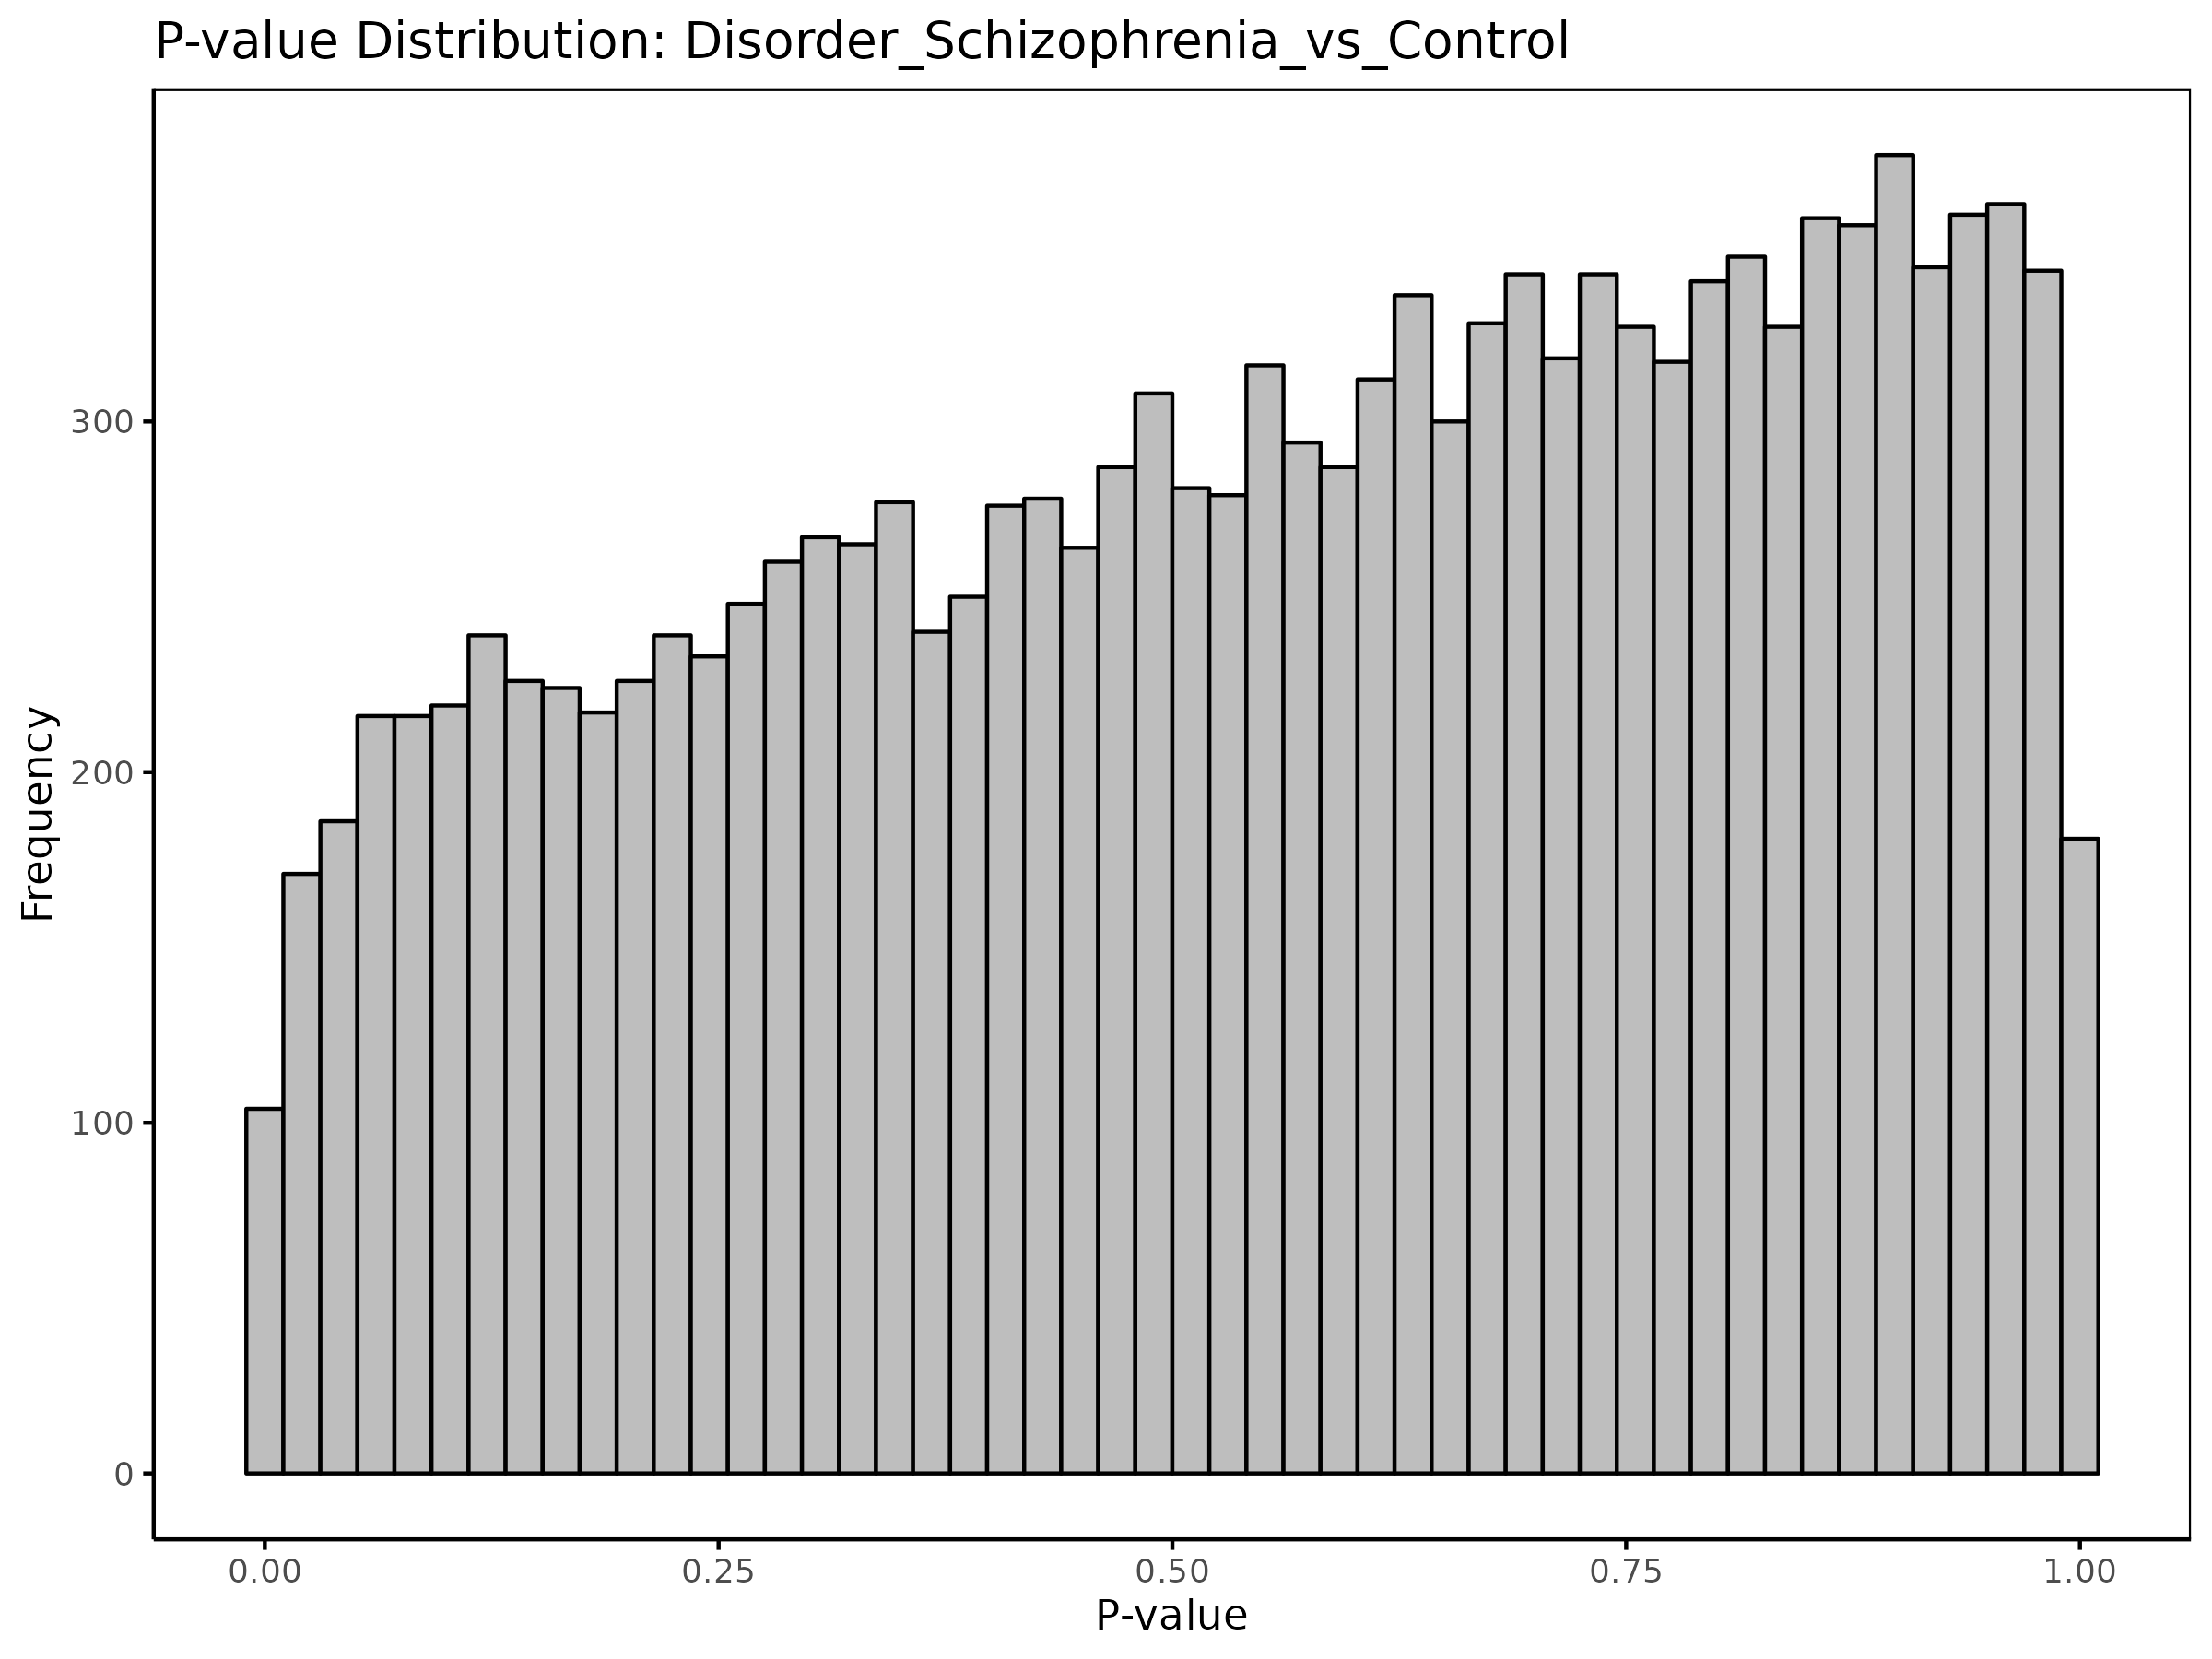 P-value Distribution: Disorder_Schizophrenia_vs_Control
Frequency
300
200
100
0
0.00 0.25 0.50 0.75 1.00
P-value